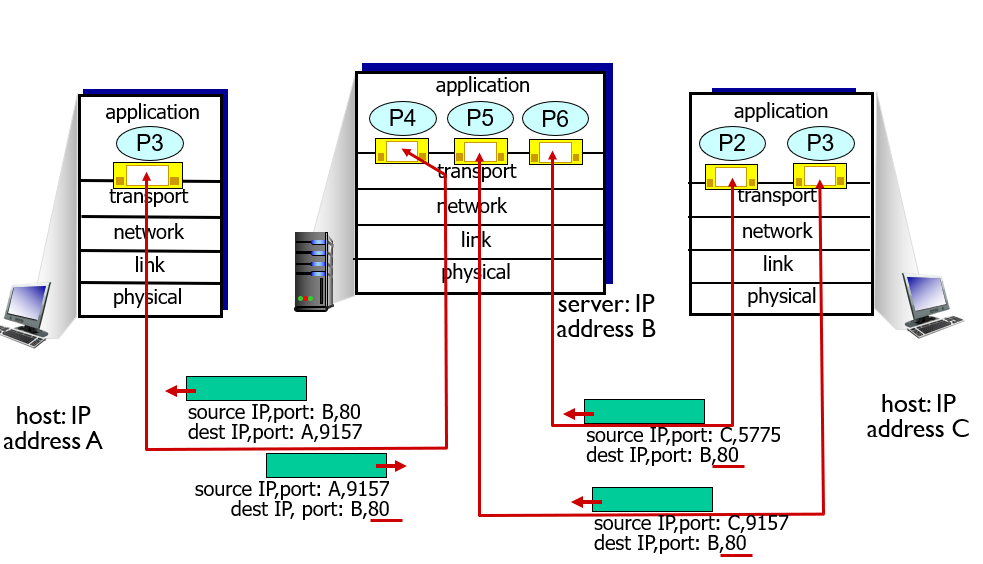 application
P3
transport
network
link
physical
host: IP
address A
application
P4 P5 P6
transport
network
link
physical
server: IP
address B
application
P2 P3
transport
network
link
physical
host: IP
address C
source IP,port: B,80
dest IP,port: A,9157
source IP,port: A,9157
dest IP, port: B,80
source IP,port: C,5775
dest IP,port: B,80
source IP,port: C,9157
dest IP,port: B,80